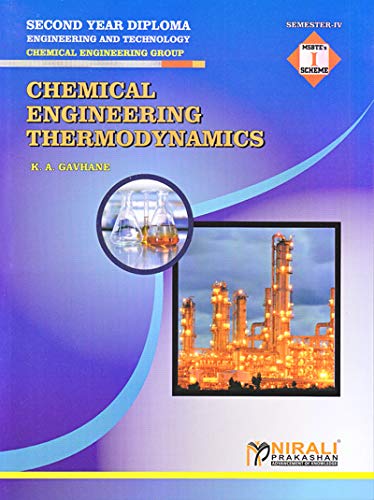 SECOND YEAR DIPLOMA
ENGINEERING AND TECHNOLOGY
CHEMICAL ENGINEERING GROUP
SEMESTER-IV
MSBTE's
I
SCHEME
CHEMICAL
ENGINEERING
THERMODYNAMICS
K. A. GAVHANE
NIRALI
PRAKASHAN
ADVANCEMENT OF KNOWLEDGE